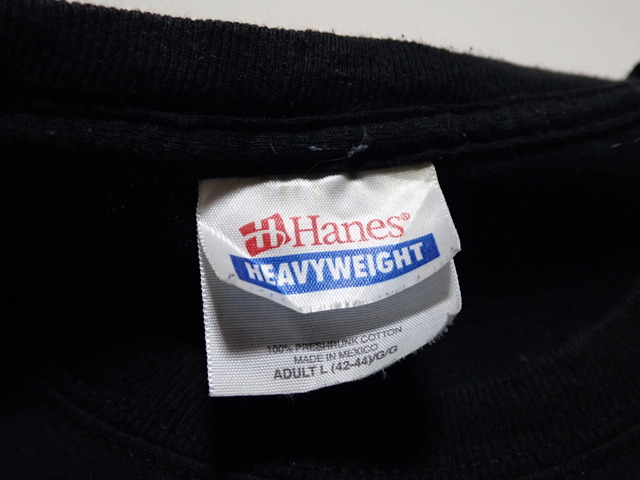 Hanes®
HEAVYWEIGHT
100% PRESHRUNK COTTON
MADE IN MEXICO
ADULT L (42-44)/G/G